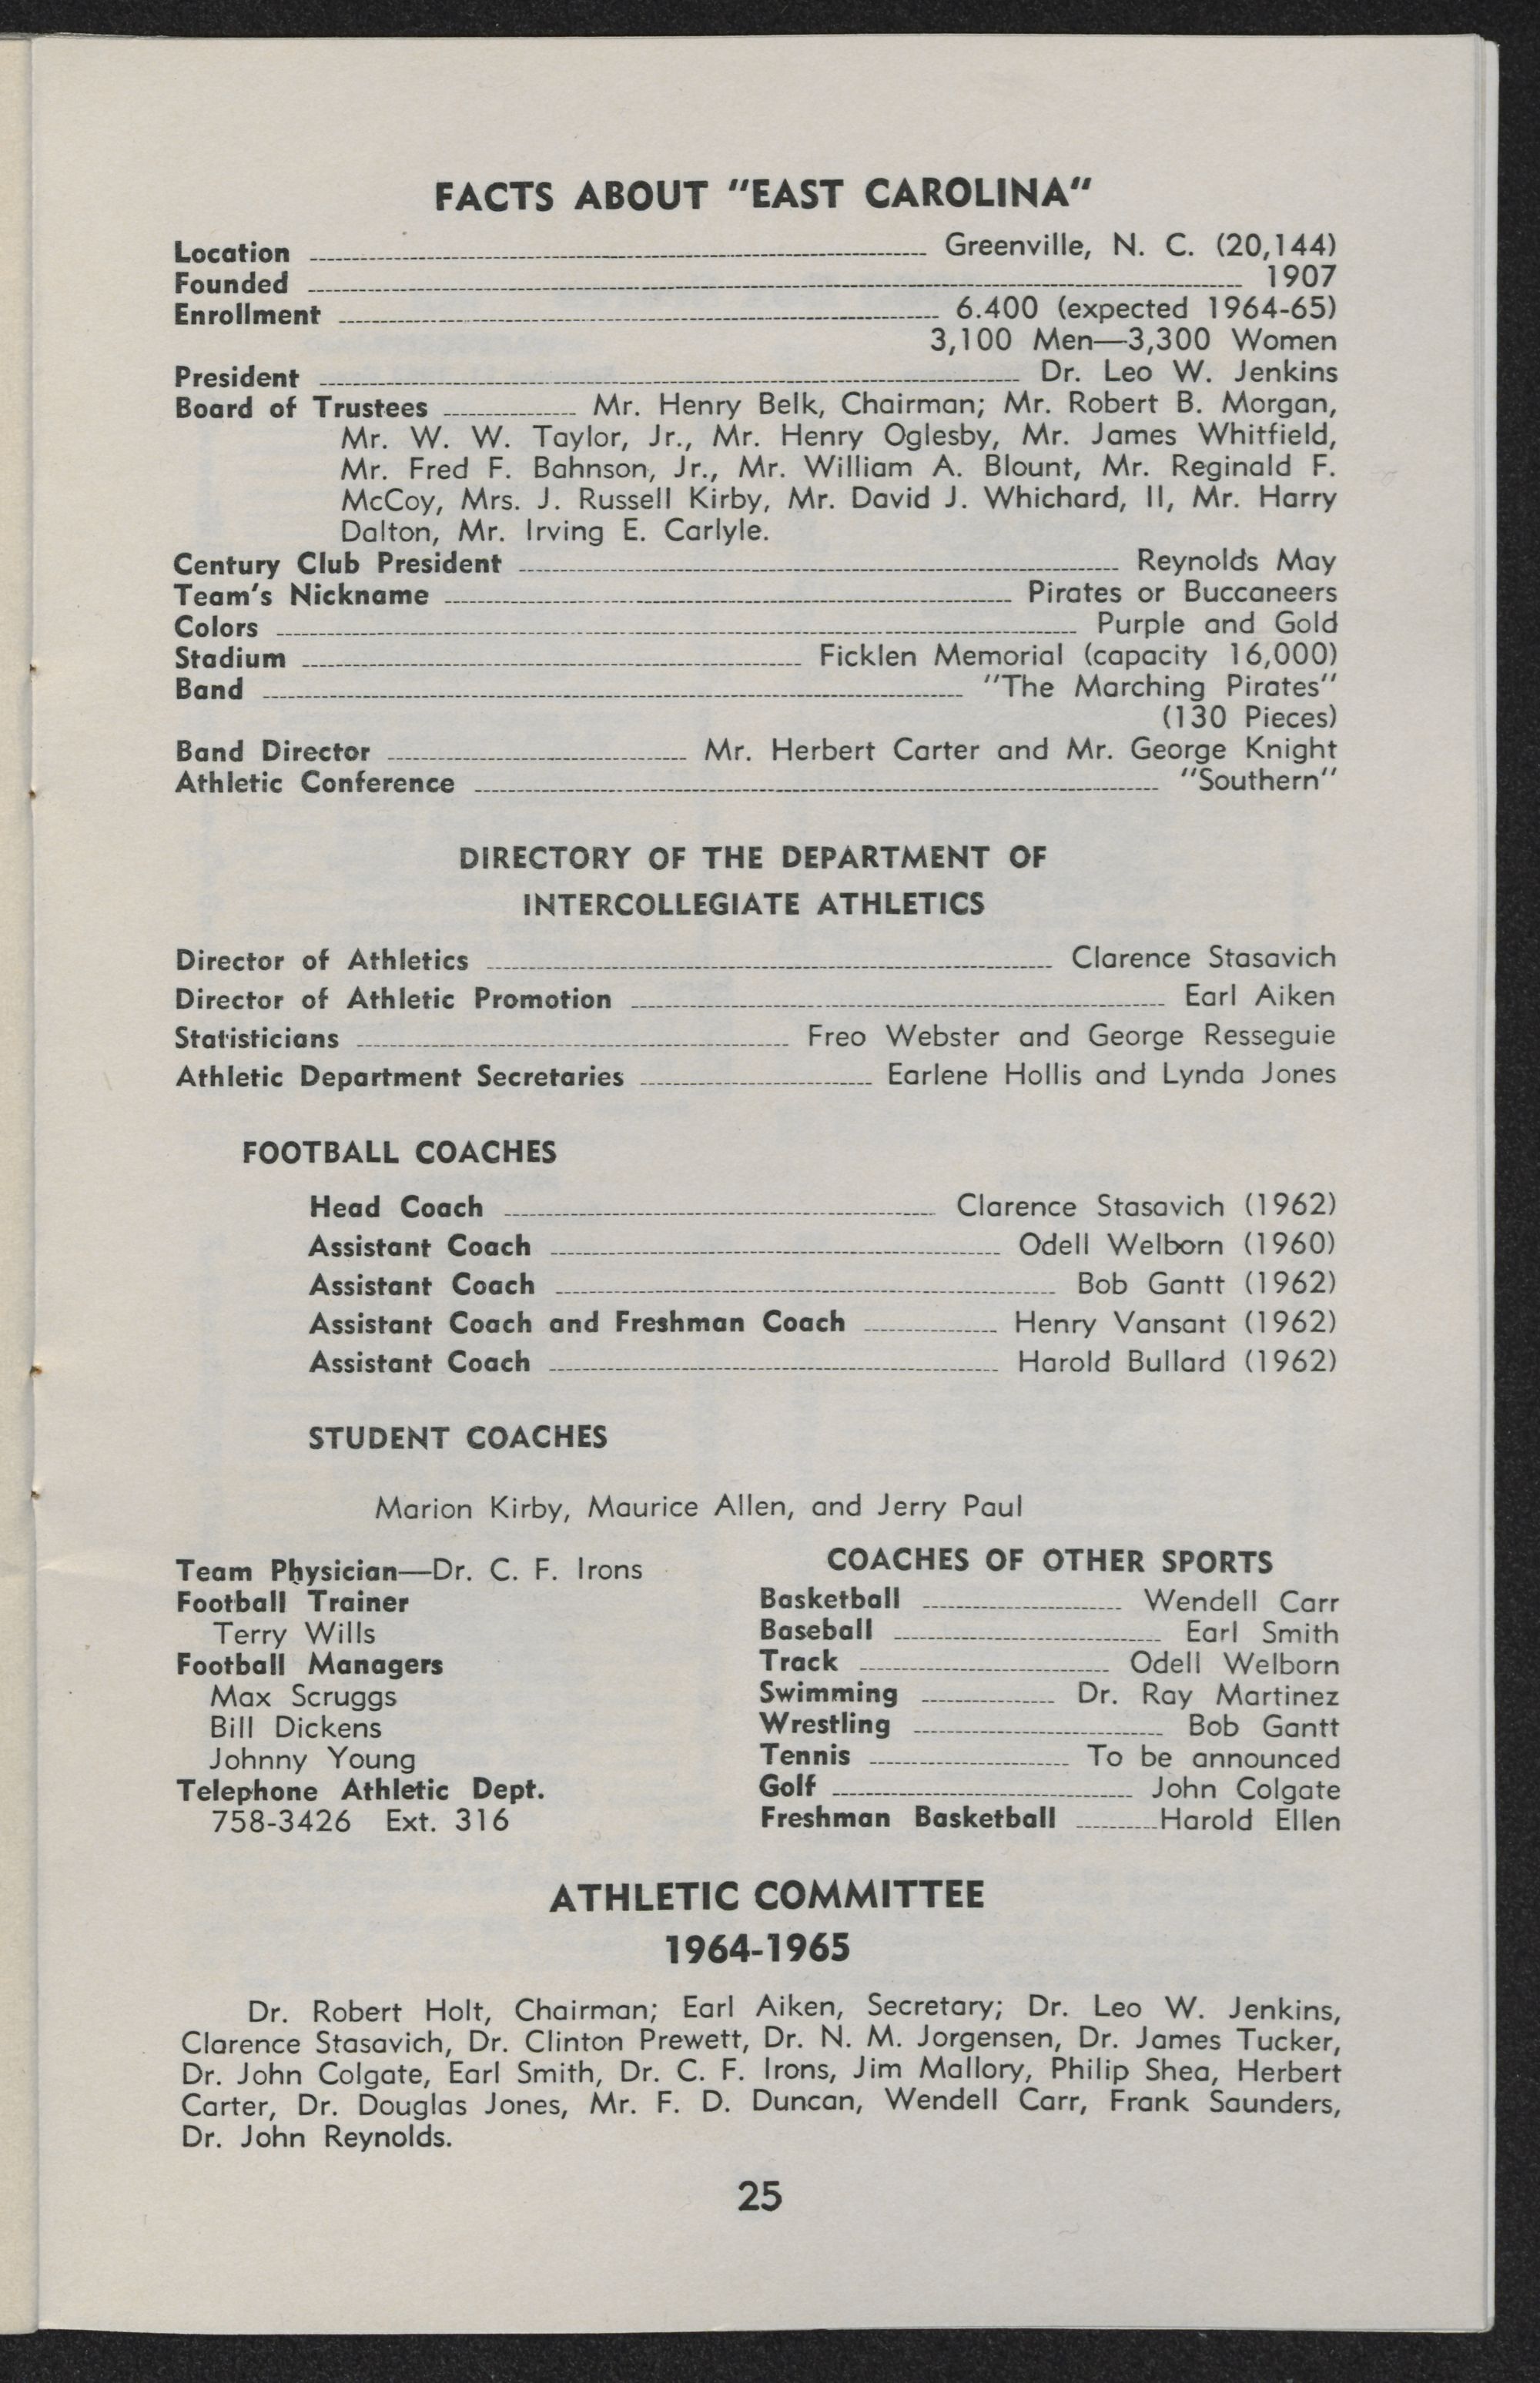 FACTS ABOUT "EAST CAROLINA"
Location Greenville, N. C. (20,144)
Founded 1907
Enrollment 6.400 (expected 1964-65)
3,100 Men—3,300 Women
President Dr. Leo W. Jenkins
Board of Trustees Mr. Henry Belk, Chairman; Mr. Robert B. Morgan,
Mr. W. W. Taylor, Jr., Mr. Henry Oglesby, Mr. James Whitfield,
Mr. Fred F. Bahnson, Jr., Mr. William A. Blount, Mr. Reginald F.
McCoy, Mrs. J. Russell Kirby, Mr. David J. Whichard, II, Mr. Harry
Dalton, Mr. Irving E. Carlyle.
Century Club President Reynolds May
Team's Nickname Pirates or Buccaneers
Colors Purple and Gold
Stadium Ficklen Memorial (capacity 16,000)
Band "The Marching Pirates"
(130 Pieces)
Band Director Mr. Herbert Carter and Mr. George Knight
Athletic Conference "Southern"
DIRECTORY OF THE DEPARTMENT OF
INTERCOLLEGIATE ATHLETICS
Director of Athletics Clarence Stasavich
Director of Athletic Promotion Earl Aiken
Statisticians Freo Webster and George Resseguie
Athletic Department Secretaries Earlene Hollis and Lynda Jones
FOOTBALL COACHES
Head Coach Clarence Stasavich (1962)
Assistant Coach Odell Welborn (1960)
Assistant Coach Bob Gantt (1962)
Assistant Coach and Freshman Coach Henry Vansant (1962)
Assistant Coach Harold Bullard (1962)
STUDENT COACHES
Marion Kirby, Maurice Allen, and Jerry Paul
Team Physician—Dr. C. F. Irons
Football Trainer
Terry Wills
Football Managers
Max Scruggs
Bill Dickens
Johnny Young
Telephone Athletic Dept.
758-3426 Ext. 316
COACHES OF OTHER SPORTS
Basketball Wendell Carr
Baseball Earl Smith
Track Odell Welborn
Swimming Dr. Ray Martinez
Wrestling Bob Gantt
Tennis To be announced
Golf John Colgate
Freshman Basketball Harold Ellen
ATHLETIC COMMITTEE
1964-1965
Dr. Robert Holt, Chairman; Earl Aiken, Secretary; Dr. Leo W. Jenkins,
Clarence Stasavich, Dr. Clinton Prewett, Dr. N. M. Jorgensen, Dr. James Tucker,
Dr. John Colgate, Earl Smith, Dr. C. F. Irons, Jim Mallory, Philip Shea, Herbert
Carter, Dr. Douglas Jones, Mr. F. D. Duncan, Wendell Carr, Frank Saunders,
Dr. John Reynolds.
25